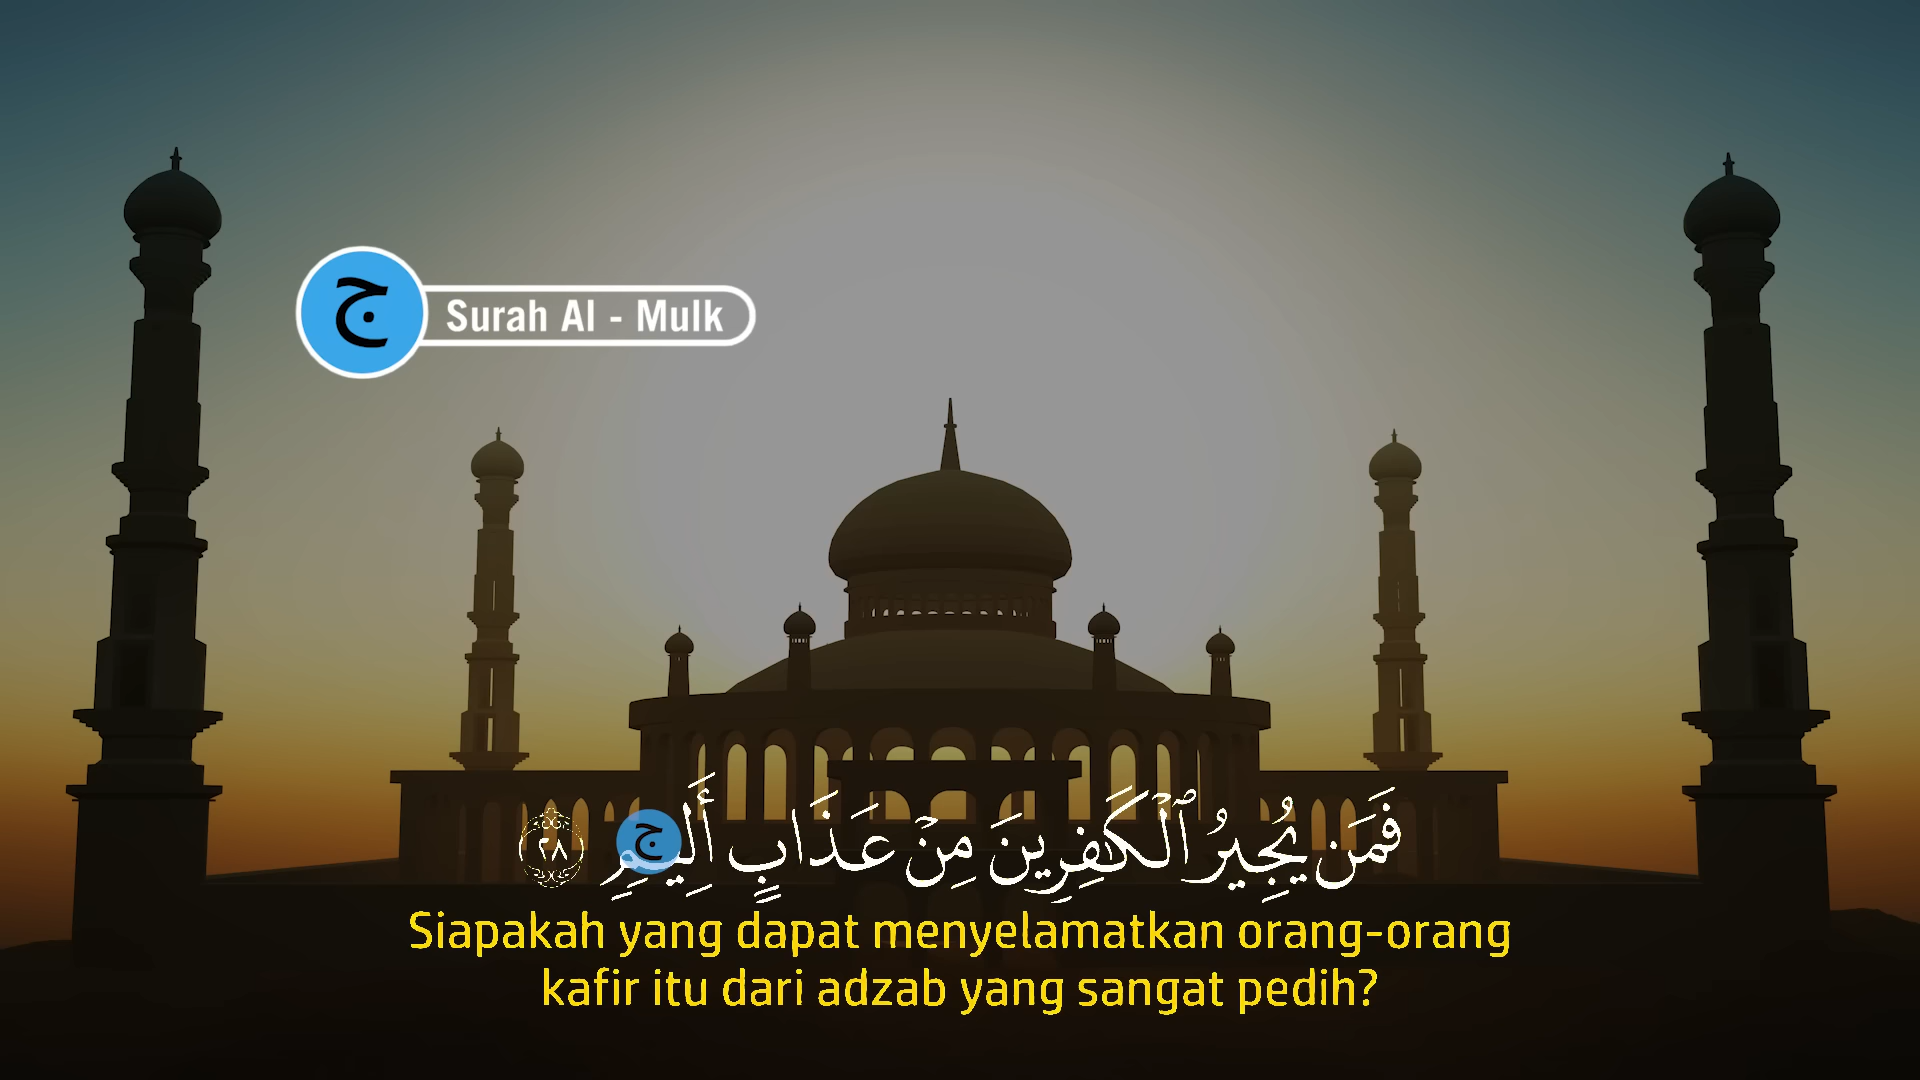 ج
Surah Al - Mulk
فَمَن يُجِيرُ ٱلْكَٰفِرِينَ مِنْ عَذَابٍ أَلِيمٍ ٢٨
ج
Siapakah yang dapat menyelamatkan orang-orang
kafir itu dari adzab yang sangat pedih?